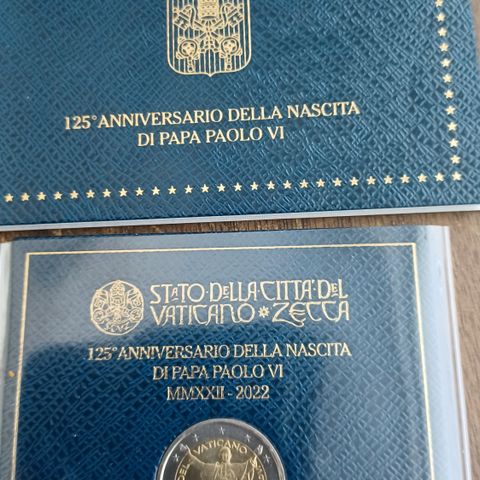 125° ANNIVERSARIO DELLA NASCITA
DI PAPA PAOLO VI
STATO·DELLA·CITTÀ·DEL
VATICANO ZECCA
125° ANNIVERSARIO DELLA NASCITA
DI PAPA PAOLO VI
MMXXII - 2022
VATICANO